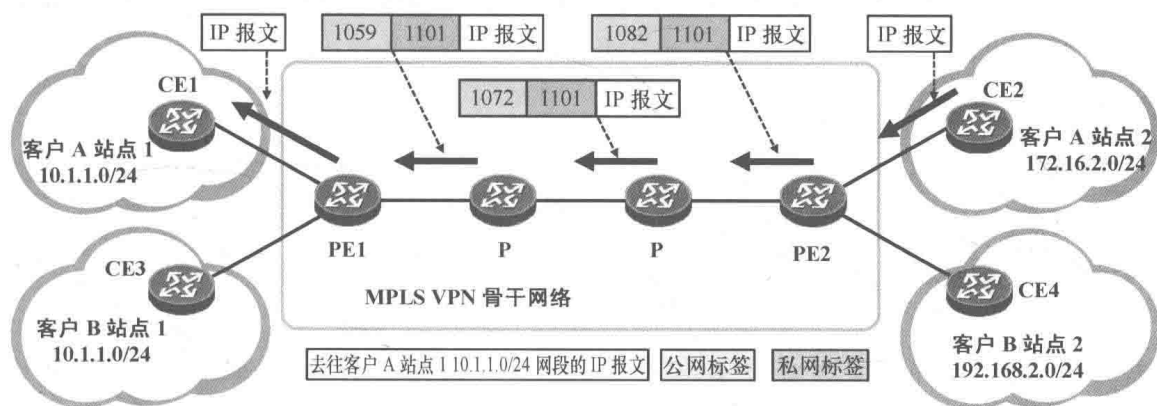 IP 报文
1059 1101 IP 报文
1082 1101 IP 报文
IP 报文
1072 1101 IP 报文
CE1
CE2
客户 A 站点 1
10.1.1.0/24
客户 A 站点 2
172.16.2.0/24
PE1
P
P
PE2
CE3
CE4
MPLS VPN 骨干网络
客户 B 站点 1
10.1.1.0/24
客户 B 站点 2
192.168.2.0/24
去往客户 A 站点 1 10.1.1.0/24 网段的 IP 报文
公网标签
私网标签